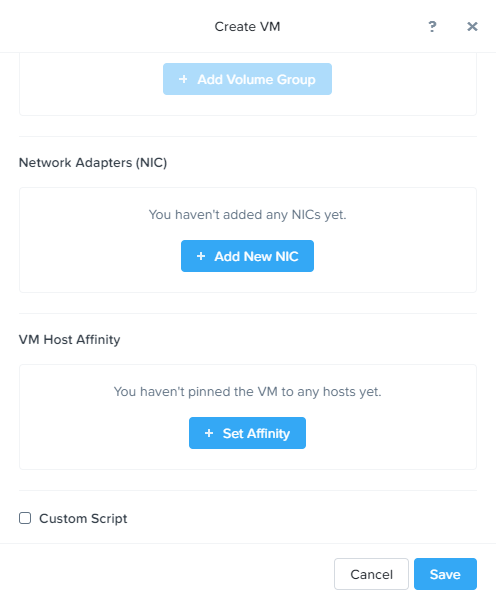 Create VM
?
×
+ Add Volume Group
Network Adapters (NIC)
You haven't added any NICs yet.
+ Add New NIC
VM Host Affinity
You haven't pinned the VM to any hosts yet.
+ Set Affinity
Custom Script
Cancel
Save